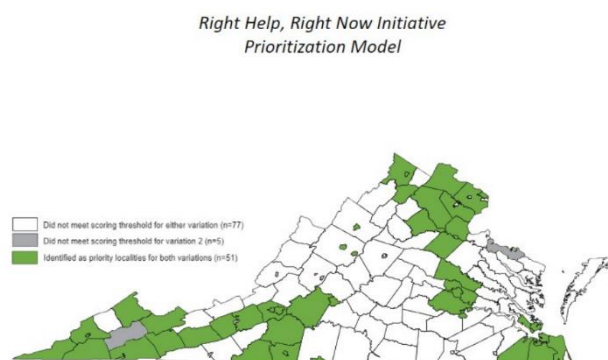 Right Help, Right Now Initiative
Prioritization Model
Did not meet scoring threshold for either variation (n=77)
Did not meet scoring threshold for variation 2 (n=5)
Identified as priority localities for both variations (n=51)